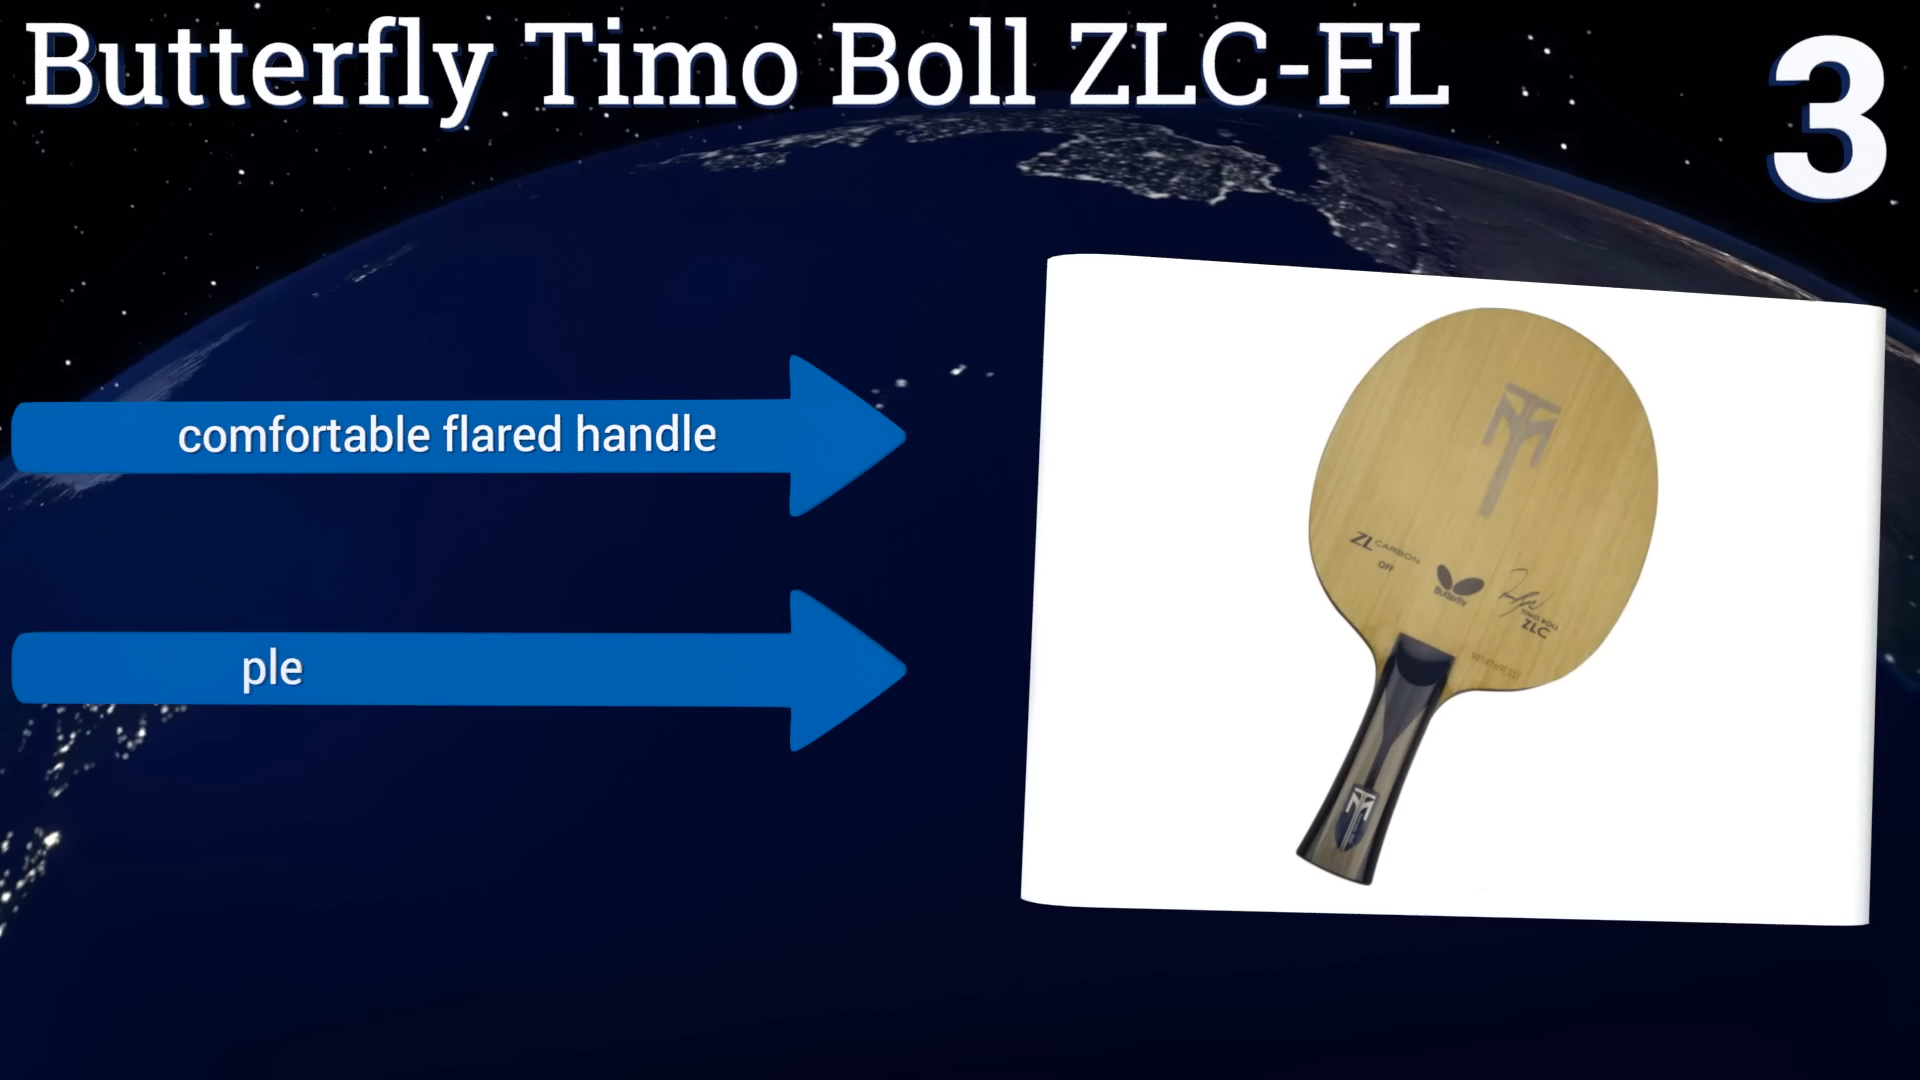 Butterfly Timo Boll ZLC-FL
3
comfortable flared handle
ple
ZL CARBON
OFF
Butterfly
TIMO BOLL
ZLC